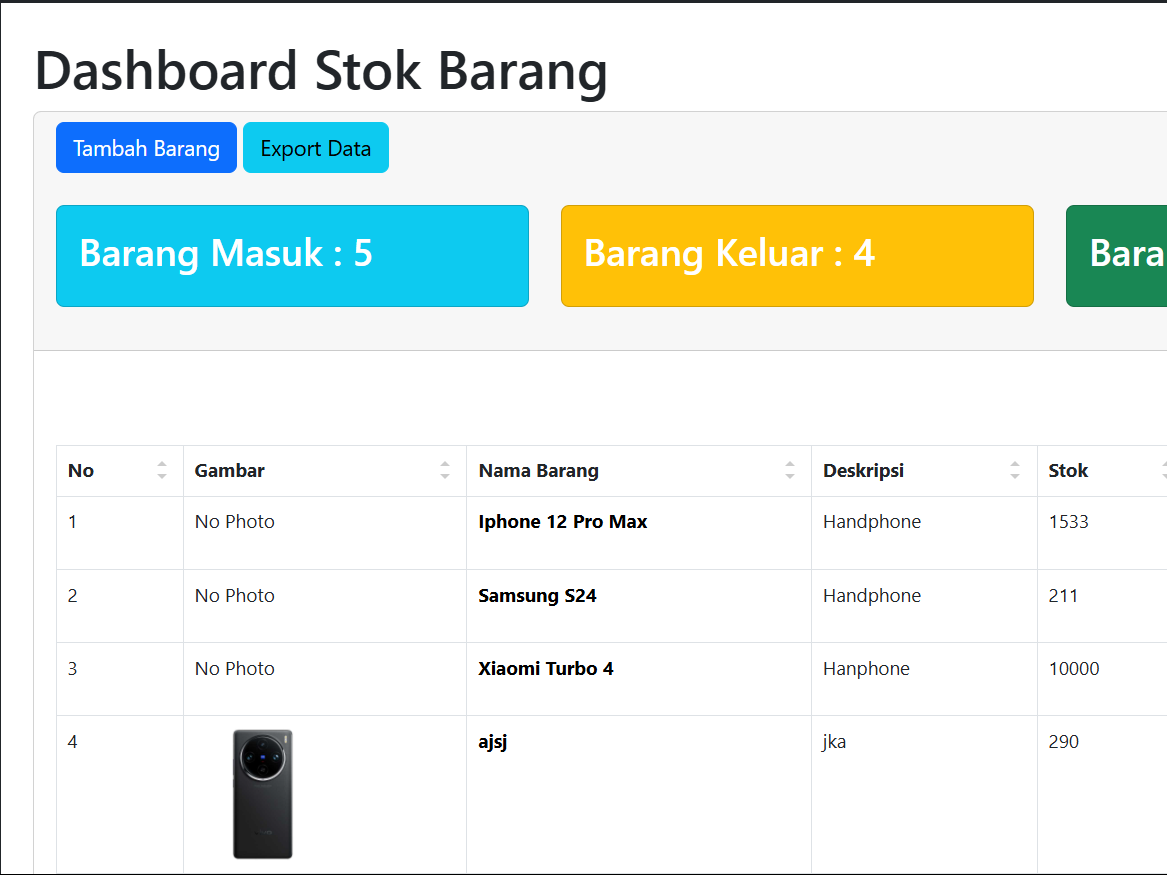 Dashboard Stok Barang
Tambah Barang Export Data
Barang Masuk : 5 Barang Keluar : 4 Bara
No Gambar Nama Barang Deskripsi Stok
1 No Photo Iphone 12 Pro Max Handphone 1533
2 No Photo Samsung S24 Handphone 211
3 No Photo Xiaomi Turbo 4 Hanphone 10000
4 ajsj jka 290